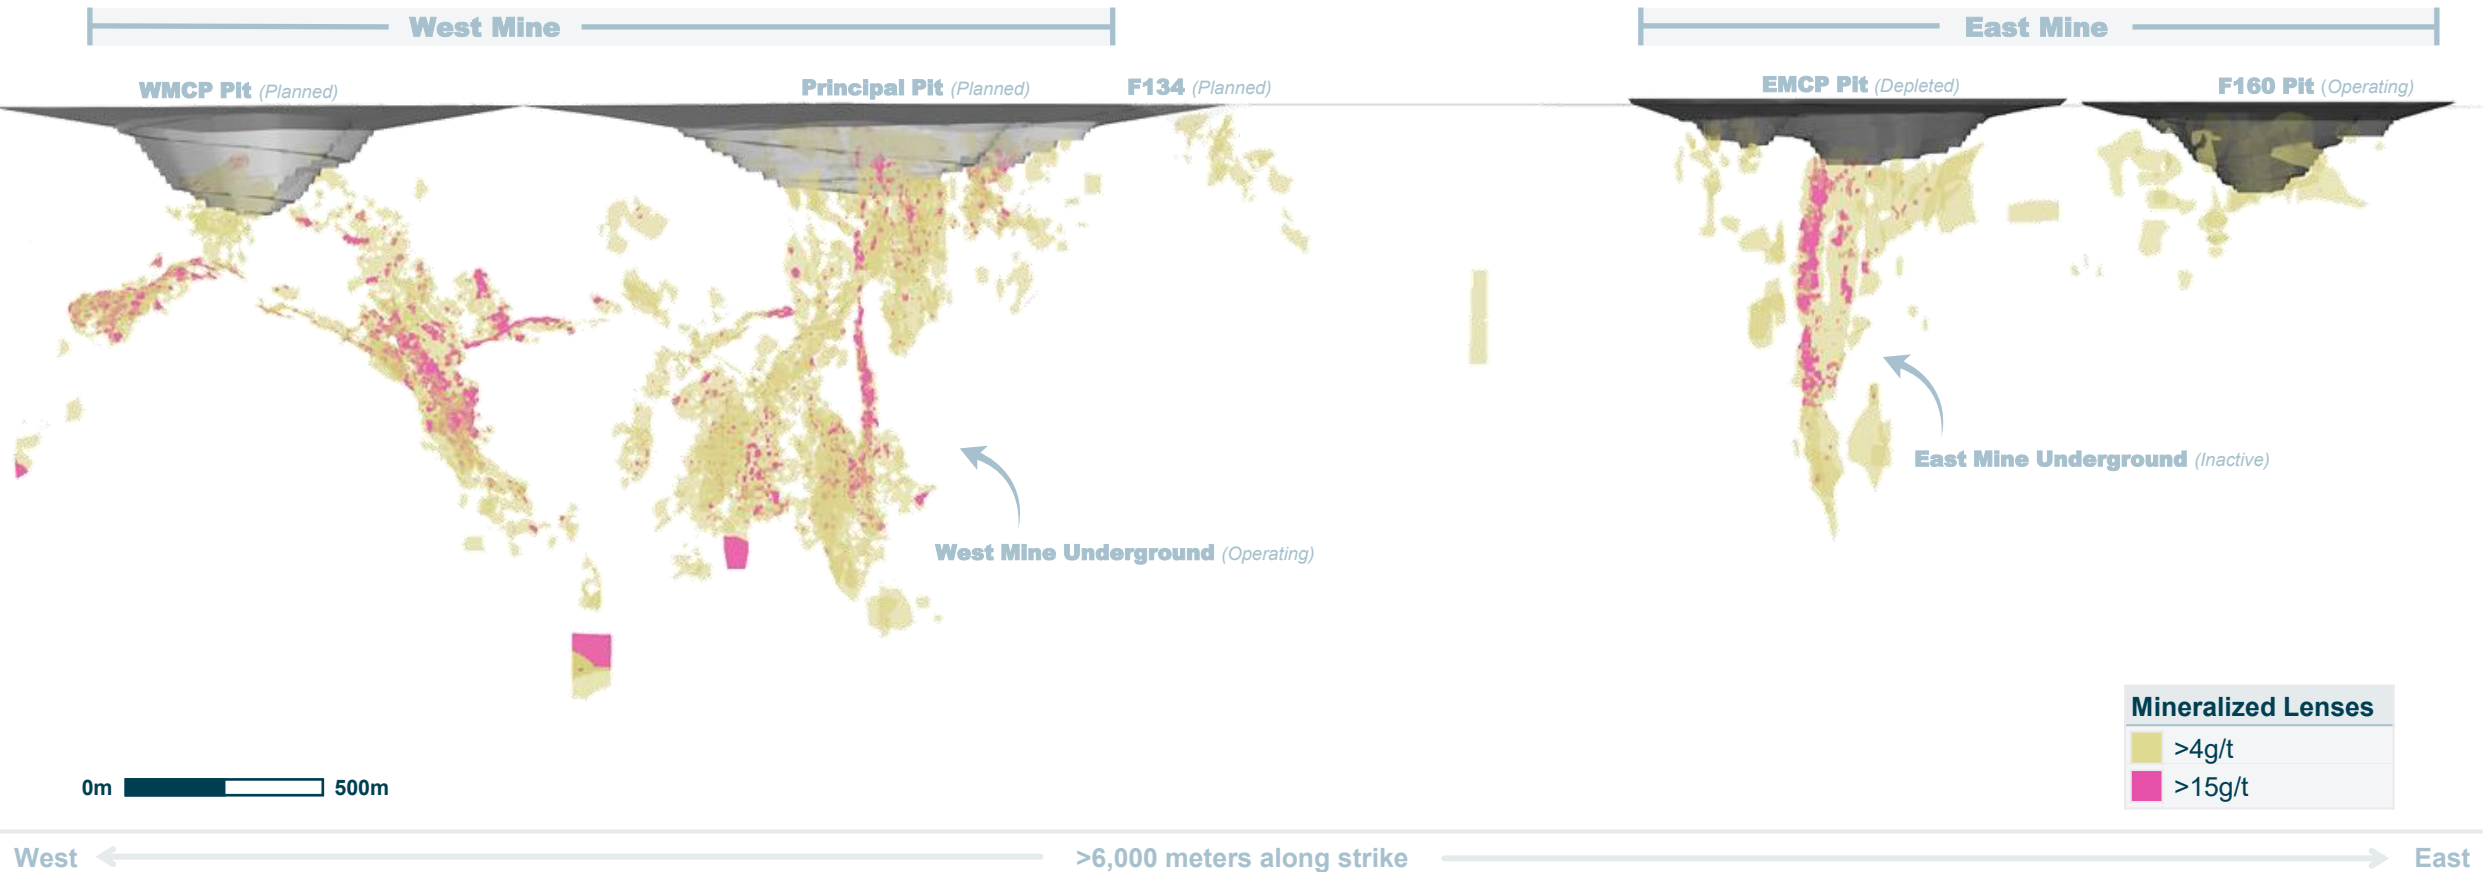 West Mine
East Mine
WMCP Pit (Planned)
Principal Pit (Planned)
F134 (Planned)
EMCP Pit (Depleted)
F160 Pit (Operating)
East Mine Underground (Inactive)
West Mine Underground (Operating)
Mineralized Lenses
>4g/t
>15g/t
0m
500m
West
>6,000 meters along strike
East